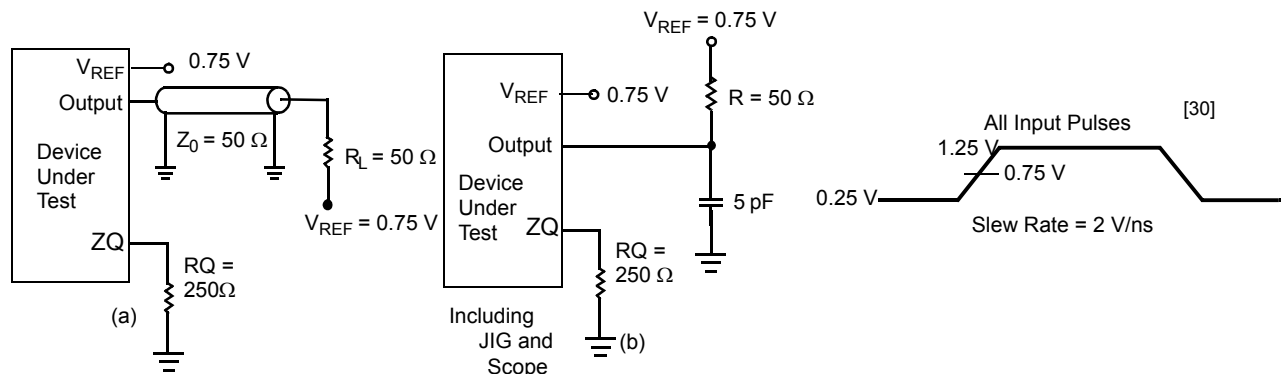 V_REF
0.75 V
Output
Z_0 = 50 Ω
Device
Under
Test
R_L = 50 Ω
V_REF = 0.75 V
ZQ
RQ =
250Ω
(a)
V_REF = 0.75 V
V_REF
0.75 V
R = 50 Ω
Output
Device
Under
Test
5 pF
ZQ
RQ =
250 Ω
Including
JIG and
Scope
(b)
[30]
All Input Pulses
1.25 V
0.75 V
0.25 V
Slew Rate = 2 V/ns